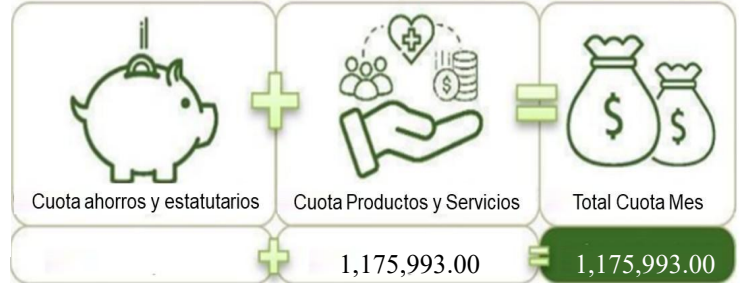 Cuota ahorros y estatutarios
Cuota Productos y Servicios
Total Cuota Mes
1,175,993.00
1,175,993.00